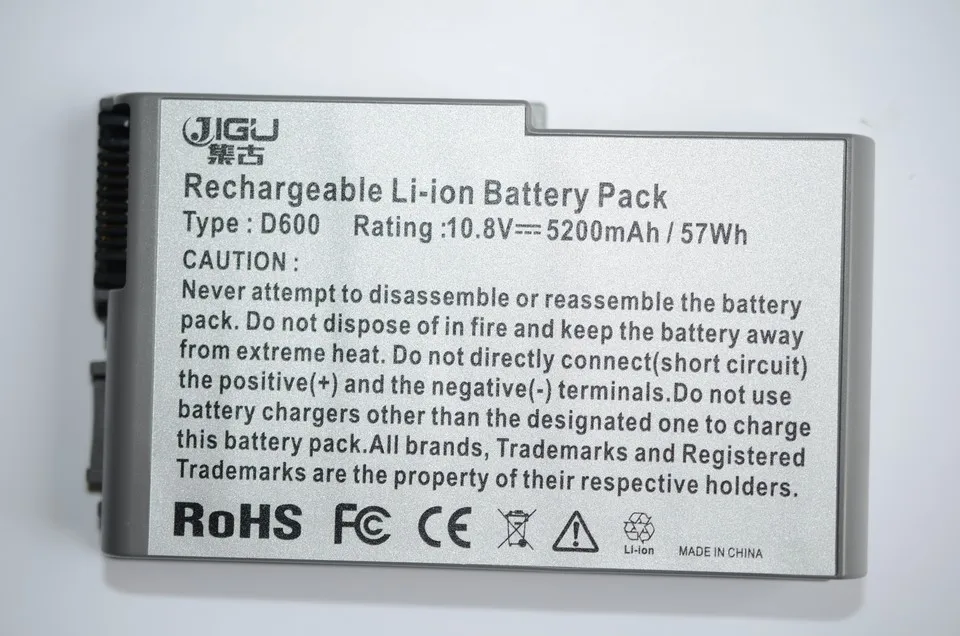 JIGU
集古
Rechargeable Li-ion Battery Pack
Type : D600 Rating :10.8V⎓5200mAh / 57Wh
CAUTION :
Never attempt to disassemble or reassemble the battery
pack. Do not dispose of in fire and keep the battery away
from extreme heat. Do not directly connect(short circuit)
the positive(+) and the negative(-) terminals.Do not use
battery chargers other than the designated one to charge
this battery pack.All brands, Trademarks and Registered
Trademarks are the property of their respective holders.
RoHS FC CE Li-ion MADE IN CHINA